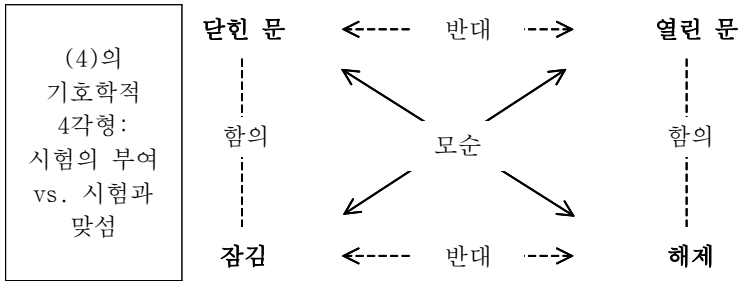 (4)의
기호학적
4각형:
시험의 부여
vs. 시험과
맞섬
닫힌 문 반대 열린 문
함의 모순 함의
잠김 반대 해제